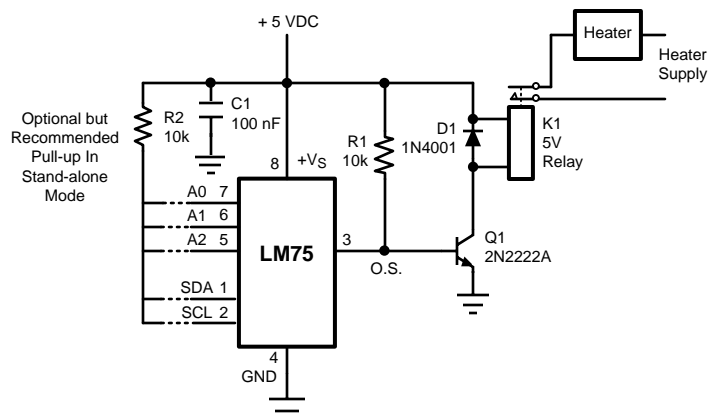 + 5 VDC
Heater
Heater
Supply
Optional but
Recommended
Pull-up In
Stand-alone
Mode
R2
10k
C1
100 nF
R1
10k
D1
1N4001
K1
5V
Relay
8
+VS
A0 7
A1 6
A2 5
SDA 1
SCL 2
LM75
3
O.S.
Q1
2N2222A
4
GND